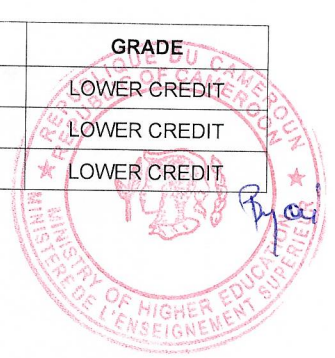 GRADE
LOWER CREDIT
LOWER CREDIT
LOWER CREDIT
REPUBLIQUE DU CAMEROUN
REPUBLIC OF CAMEROON
MINISTRY OF HIGHER EDUCATION
MINISTERE DE L'ENSEIGNEMENT SUPERIEUR